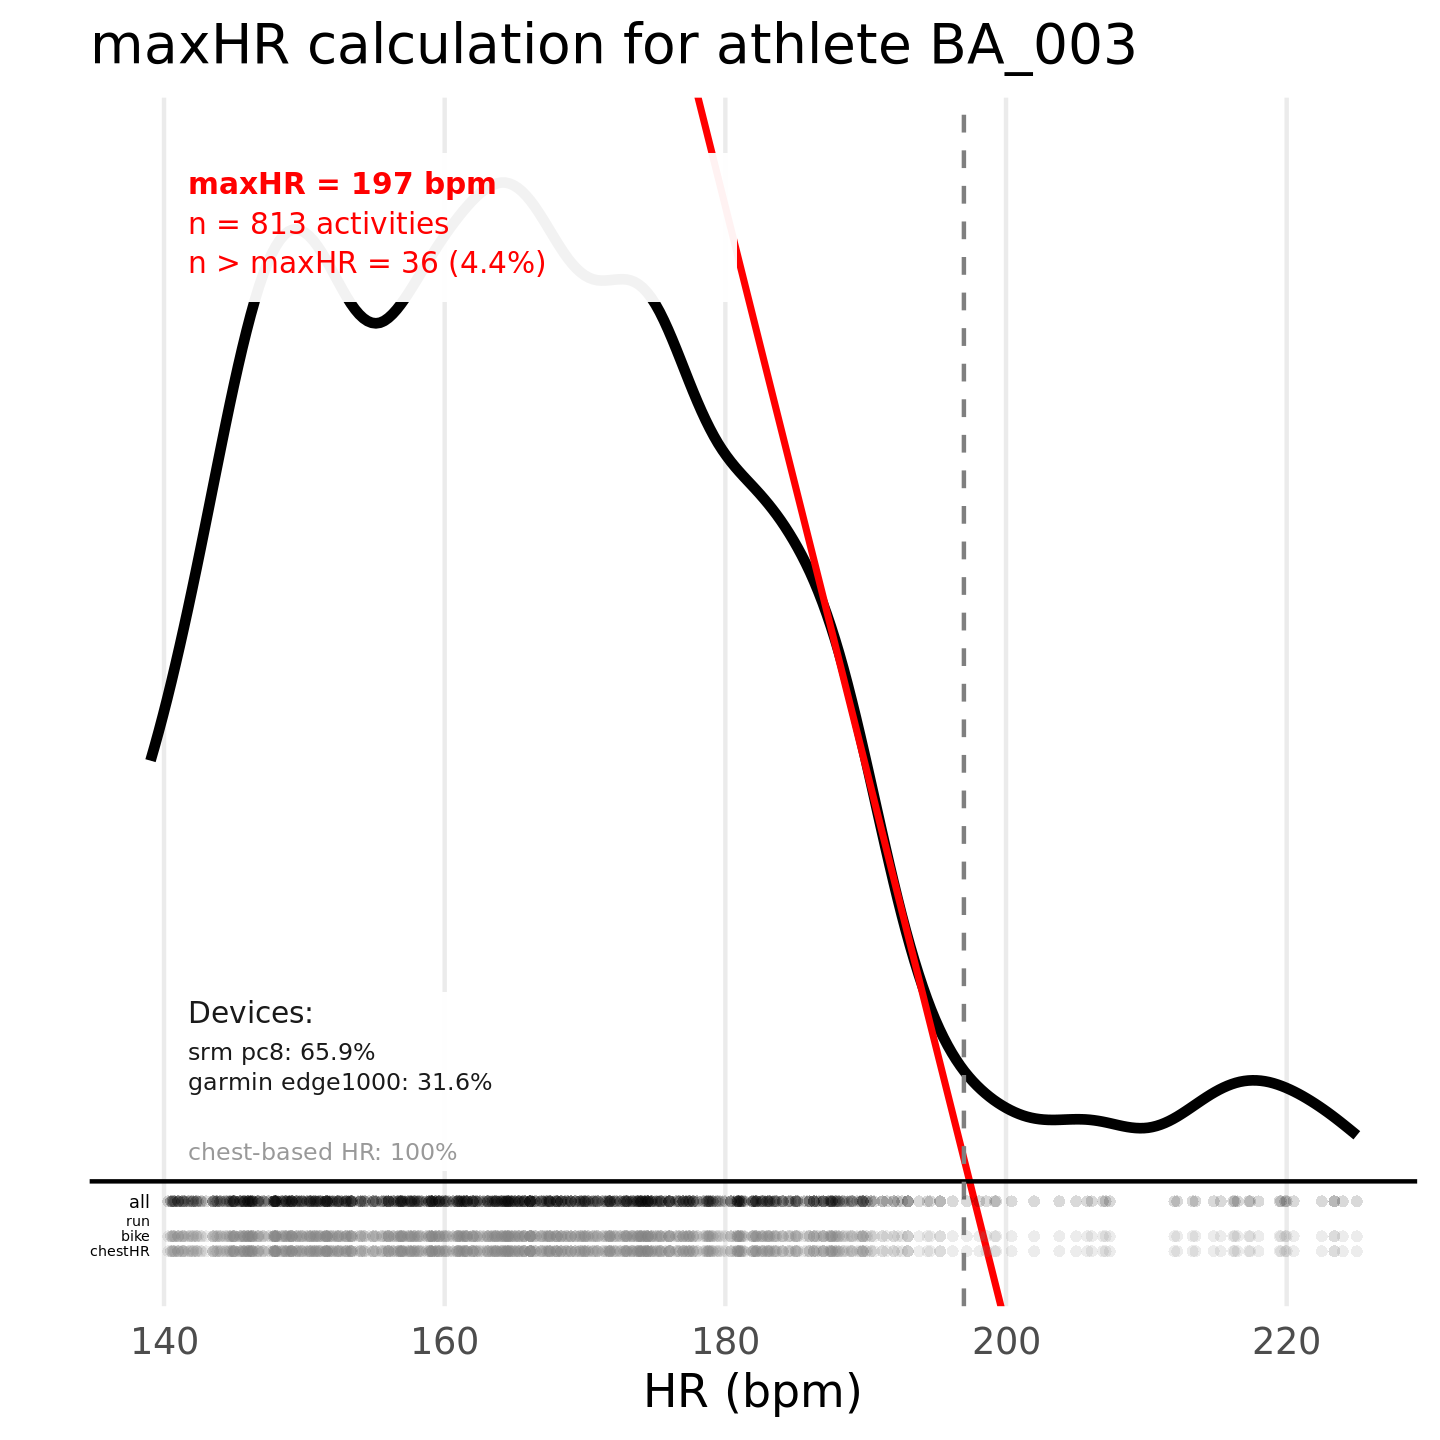 maxHR calculation for athlete BA_003
maxHR = 197 bpm
n = 813 activities
n > maxHR = 36 (4.4%)
Devices:
srm pc8: 65.9%
garmin edge1000: 31.6%
chest-based HR: 100%
all
run
bike
chestHR
140 160 180 200 220
HR (bpm)